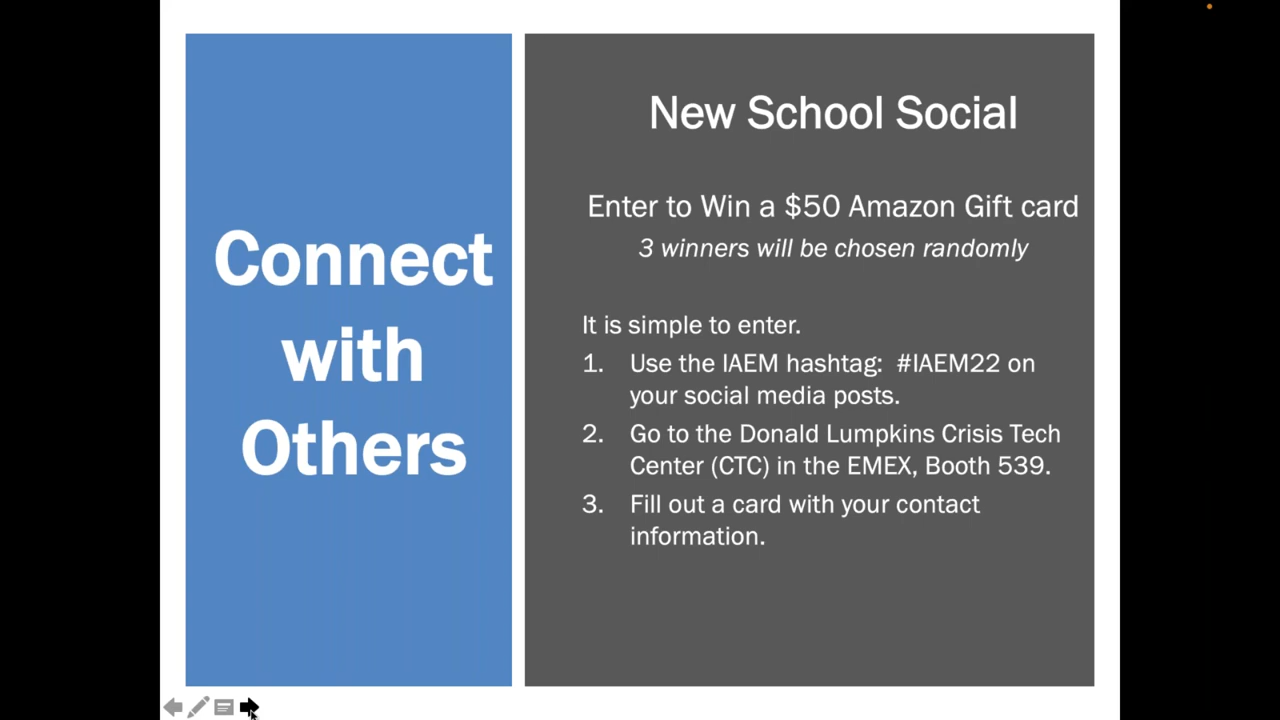 Connect
with
Others
New School Social
Enter to Win a $50 Amazon Gift card
3 winners will be chosen randomly
It is simple to enter.
1. Use the IAEM hashtag: #IAEM22 on
your social media posts.
2. Go to the Donald Lumpkins Crisis Tech
Center (CTC) in the EMEX, Booth 539.
3. Fill out a card with your contact
information.